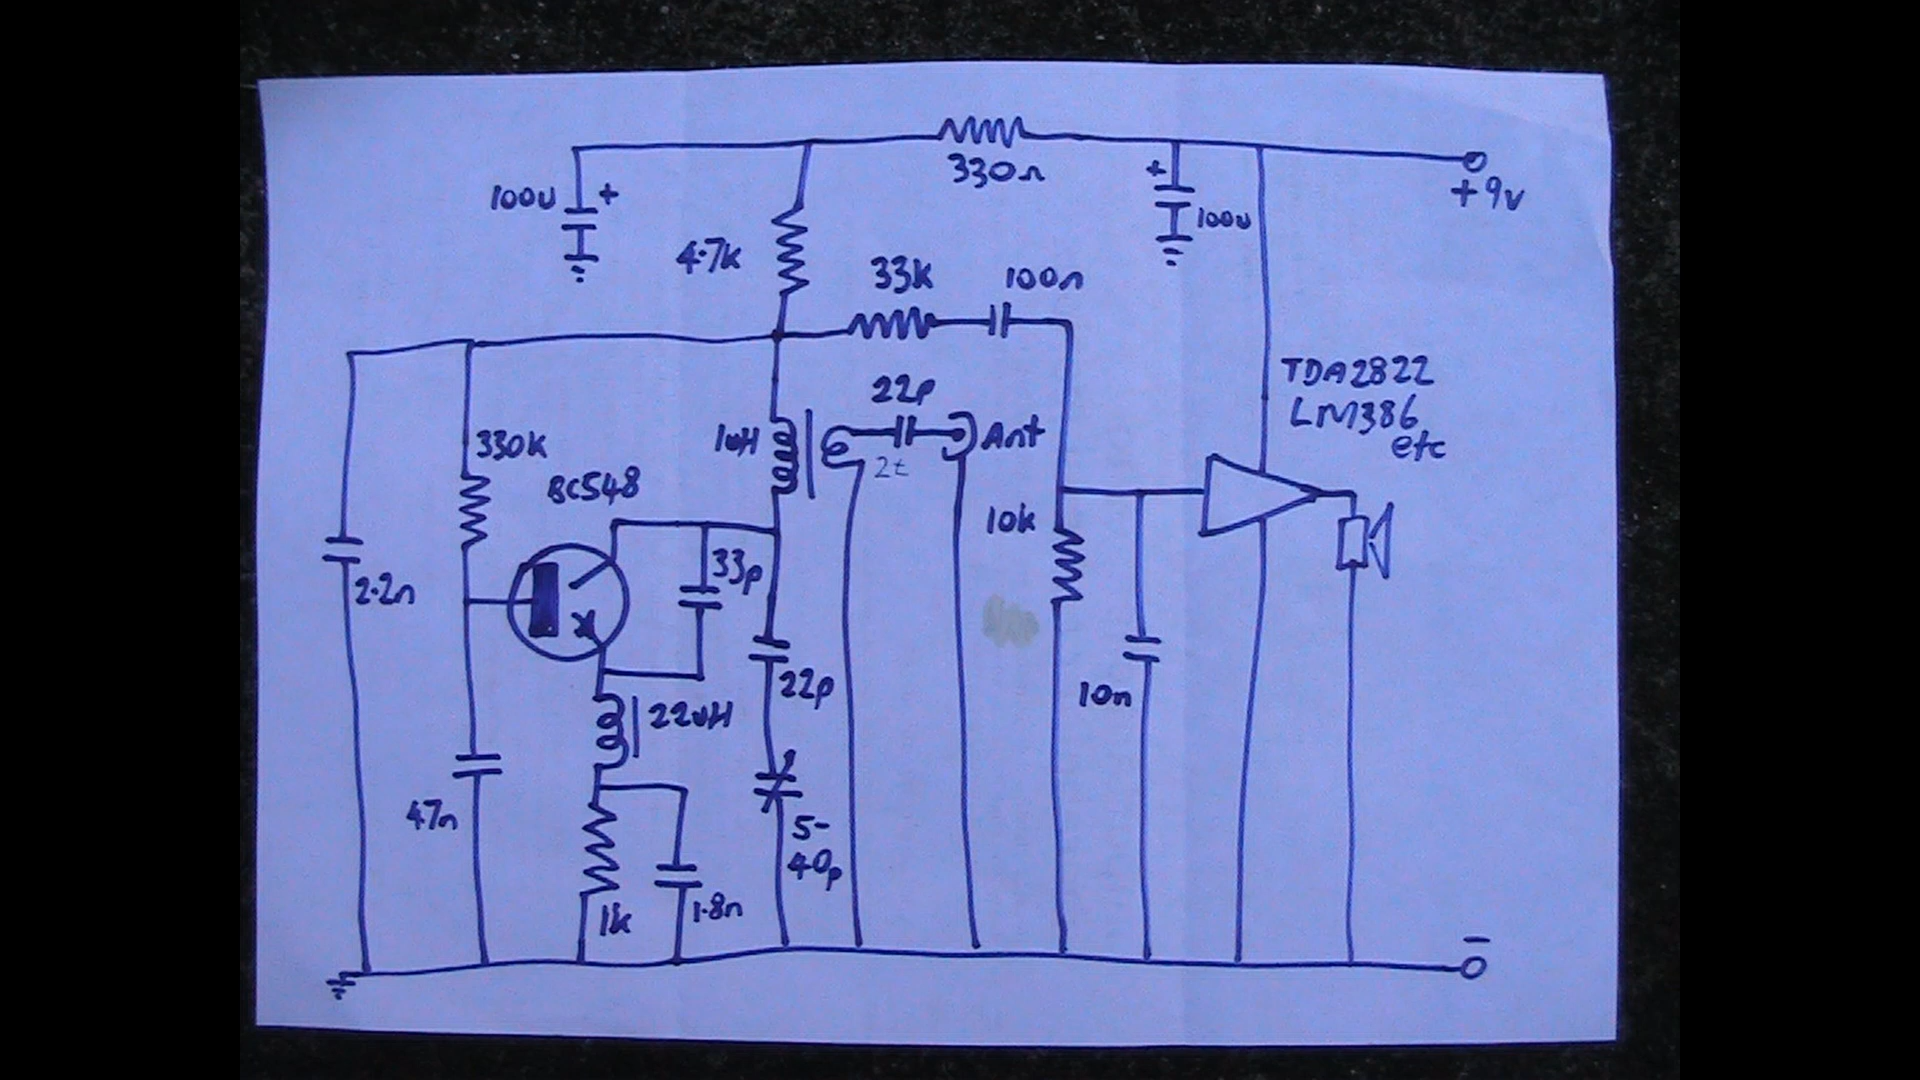 330Ω
100u +
+
100u
+9v
4.7k
33k
100n
22p
Ant
2t
1uH
TDA2822
LM386
etc
330k
BC548
10k
33p
2.2n
22p
10n
22uH
47n
5-
40p
1k
1.8n
-